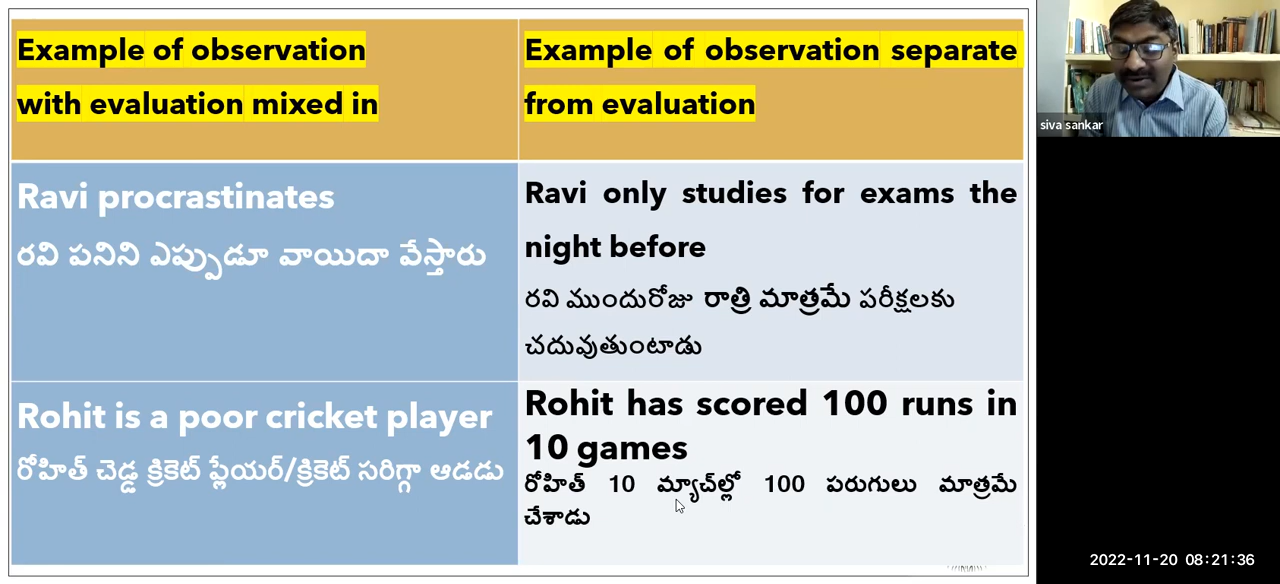 Example of observation
with evaluation mixed in
Example of observation separate
from evaluation
Ravi procrastinates
రవి పనిని ఎప్పుడూ వాయిదా వేస్తారు
Ravi only studies for exams the
night before
రవి ముందురోజు రాత్రి మాత్రమే పరీక్షలకు
చదువుతుంటాడు
Rohit is a poor cricket player
రోహిత్ చెడ్డ క్రికెట్ ప్లేయర్/క్రికెట్ సరిగ్గా ఆడడు
Rohit has scored 100 runs in
10 games
రోహిత్ 10 మ్యాచ్‌ల్లో 100 పరుగులు మాత్రమే
చేశాడు
siva sankar
2022-11-20 08:21:36